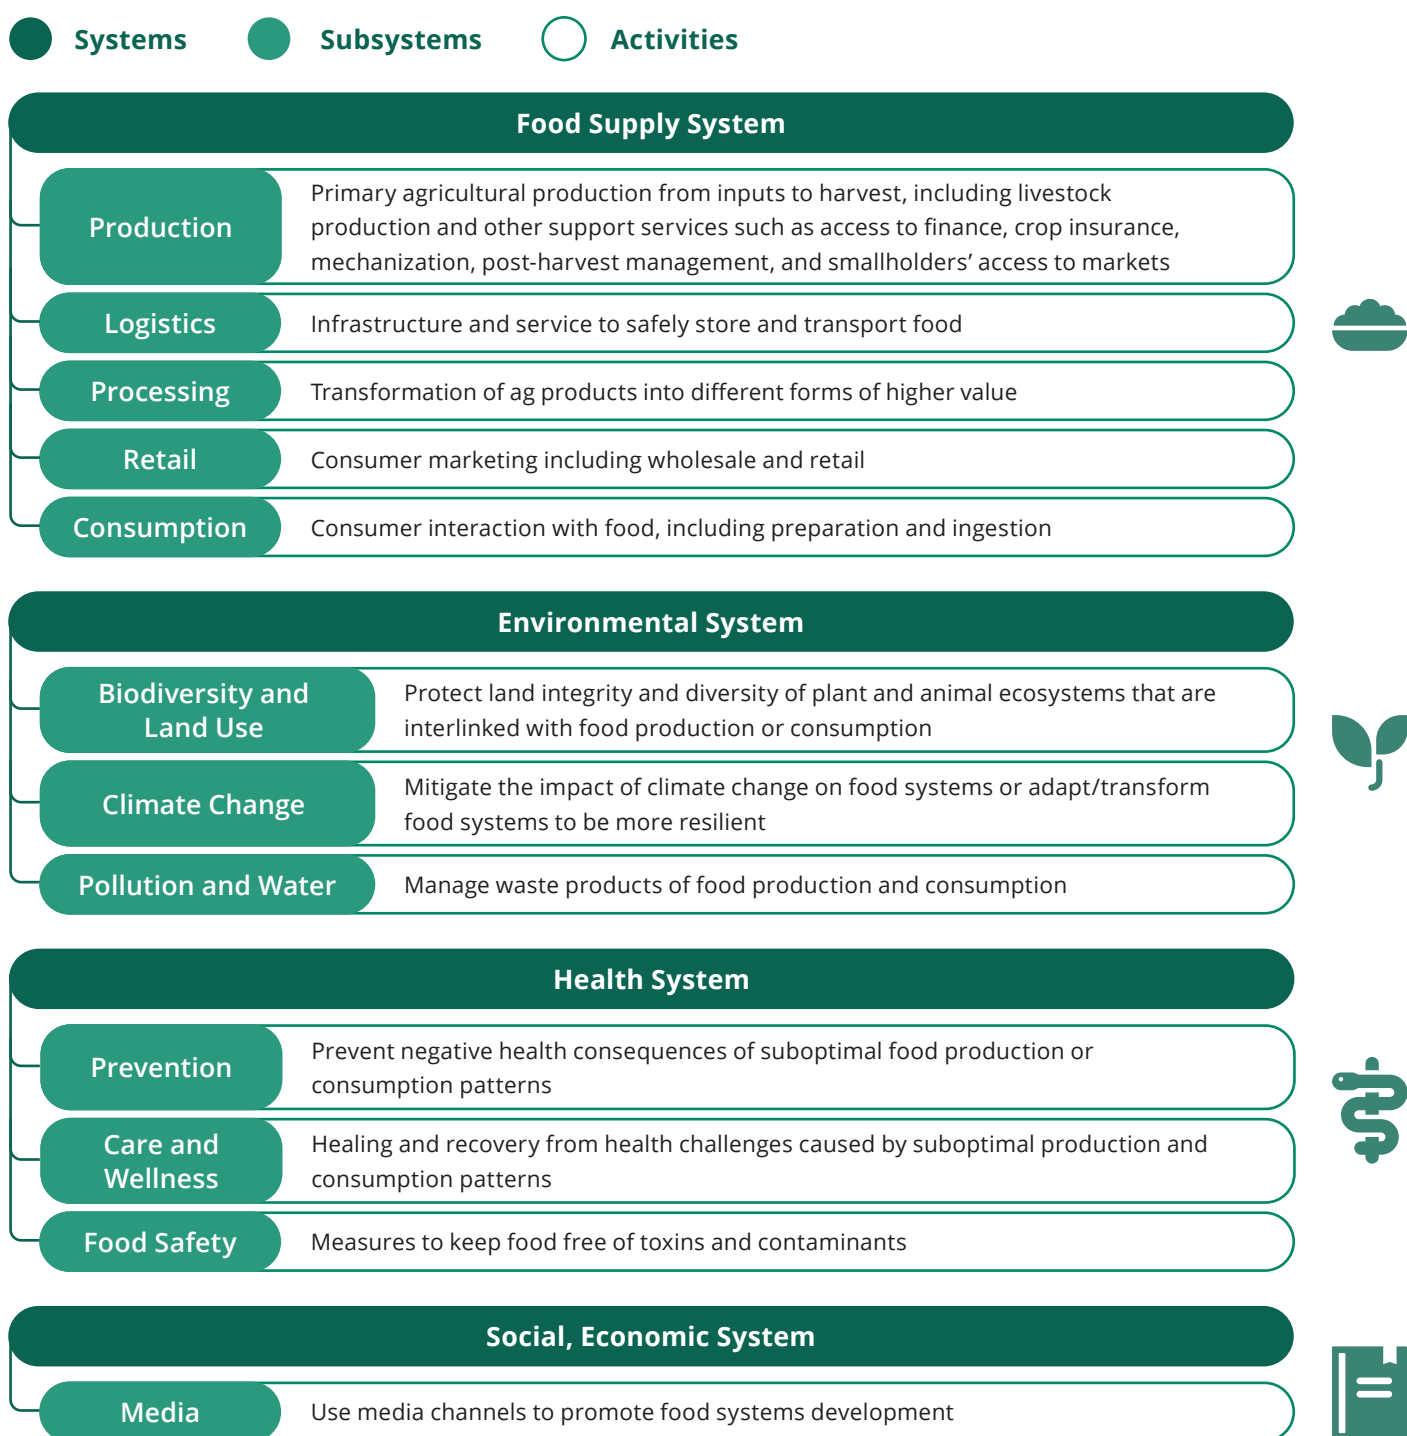 Systems
Subsystems
Activities
Food Supply System
Production
Primary agricultural production from inputs to harvest, including livestock
production and other support services such as access to finance, crop insurance,
mechanization, post-harvest management, and smallholders’ access to markets
Logistics
Infrastructure and service to safely store and transport food
Processing
Transformation of ag products into different forms of higher value
Retail
Consumer marketing including wholesale and retail
Consumption
Consumer interaction with food, including preparation and ingestion
Environmental System
Biodiversity and
Land Use
Protect land integrity and diversity of plant and animal ecosystems that are
interlinked with food production or consumption
Climate Change
Mitigate the impact of climate change on food systems or adapt/transform
food systems to be more resilient
Pollution and Water
Manage waste products of food production and consumption
Health System
Prevention
Prevent negative health consequences of suboptimal food production or
consumption patterns
Care and
Wellness
Healing and recovery from health challenges caused by suboptimal production and
consumption patterns
Food Safety
Measures to keep food free of toxins and contaminants
Social, Economic System
Media
Use media channels to promote food systems development